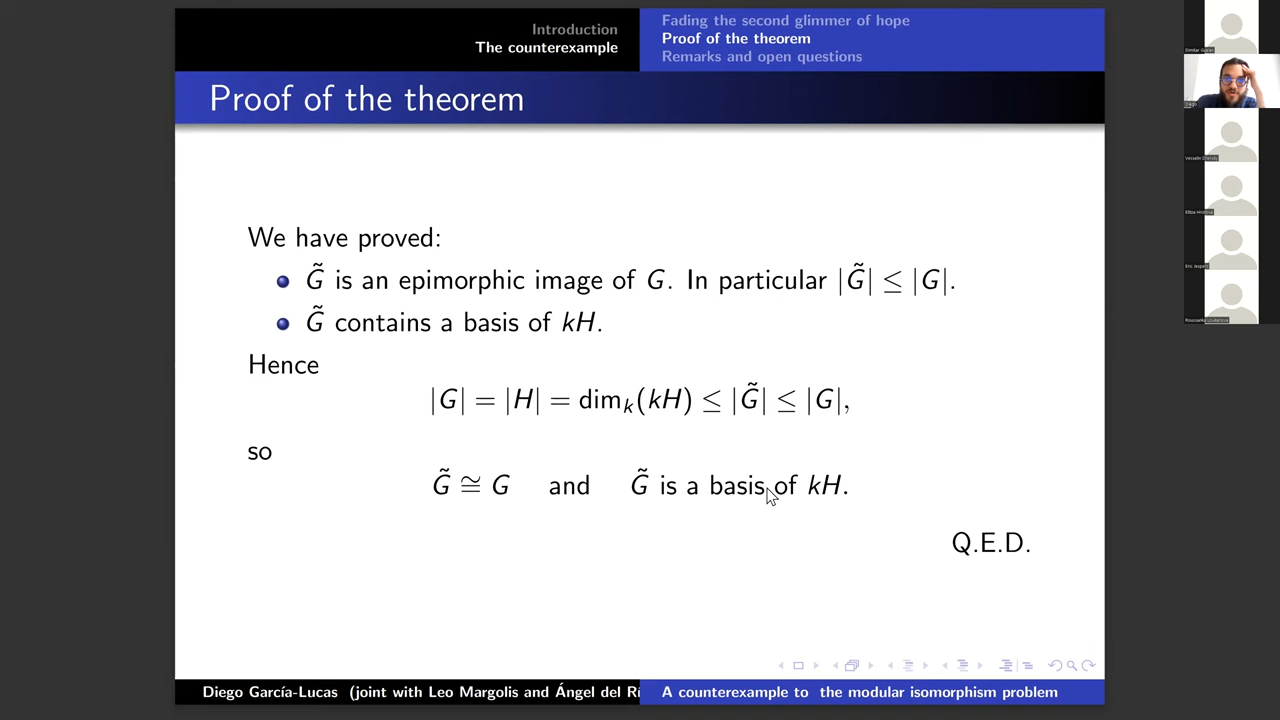 Introduction
The counterexample
Fading the second glimmer of hope
Proof of the theorem
Remarks and open questions
Proof of the theorem
We have proved:
G̃ is an epimorphic image of G. In particular |G̃| ≤ |G|.
G̃ contains a basis of kH.
Hence
|G| = |H| = dimₖ(kH) ≤ |G̃| ≤ |G|,
so
G̃ ≅ G and G̃ is a basis of kH.
Q.E.D.
Diego García-Lucas (joint with Leo Margolis and Ángel del Rí
A counterexample to the modular isomorphism problem
Diego